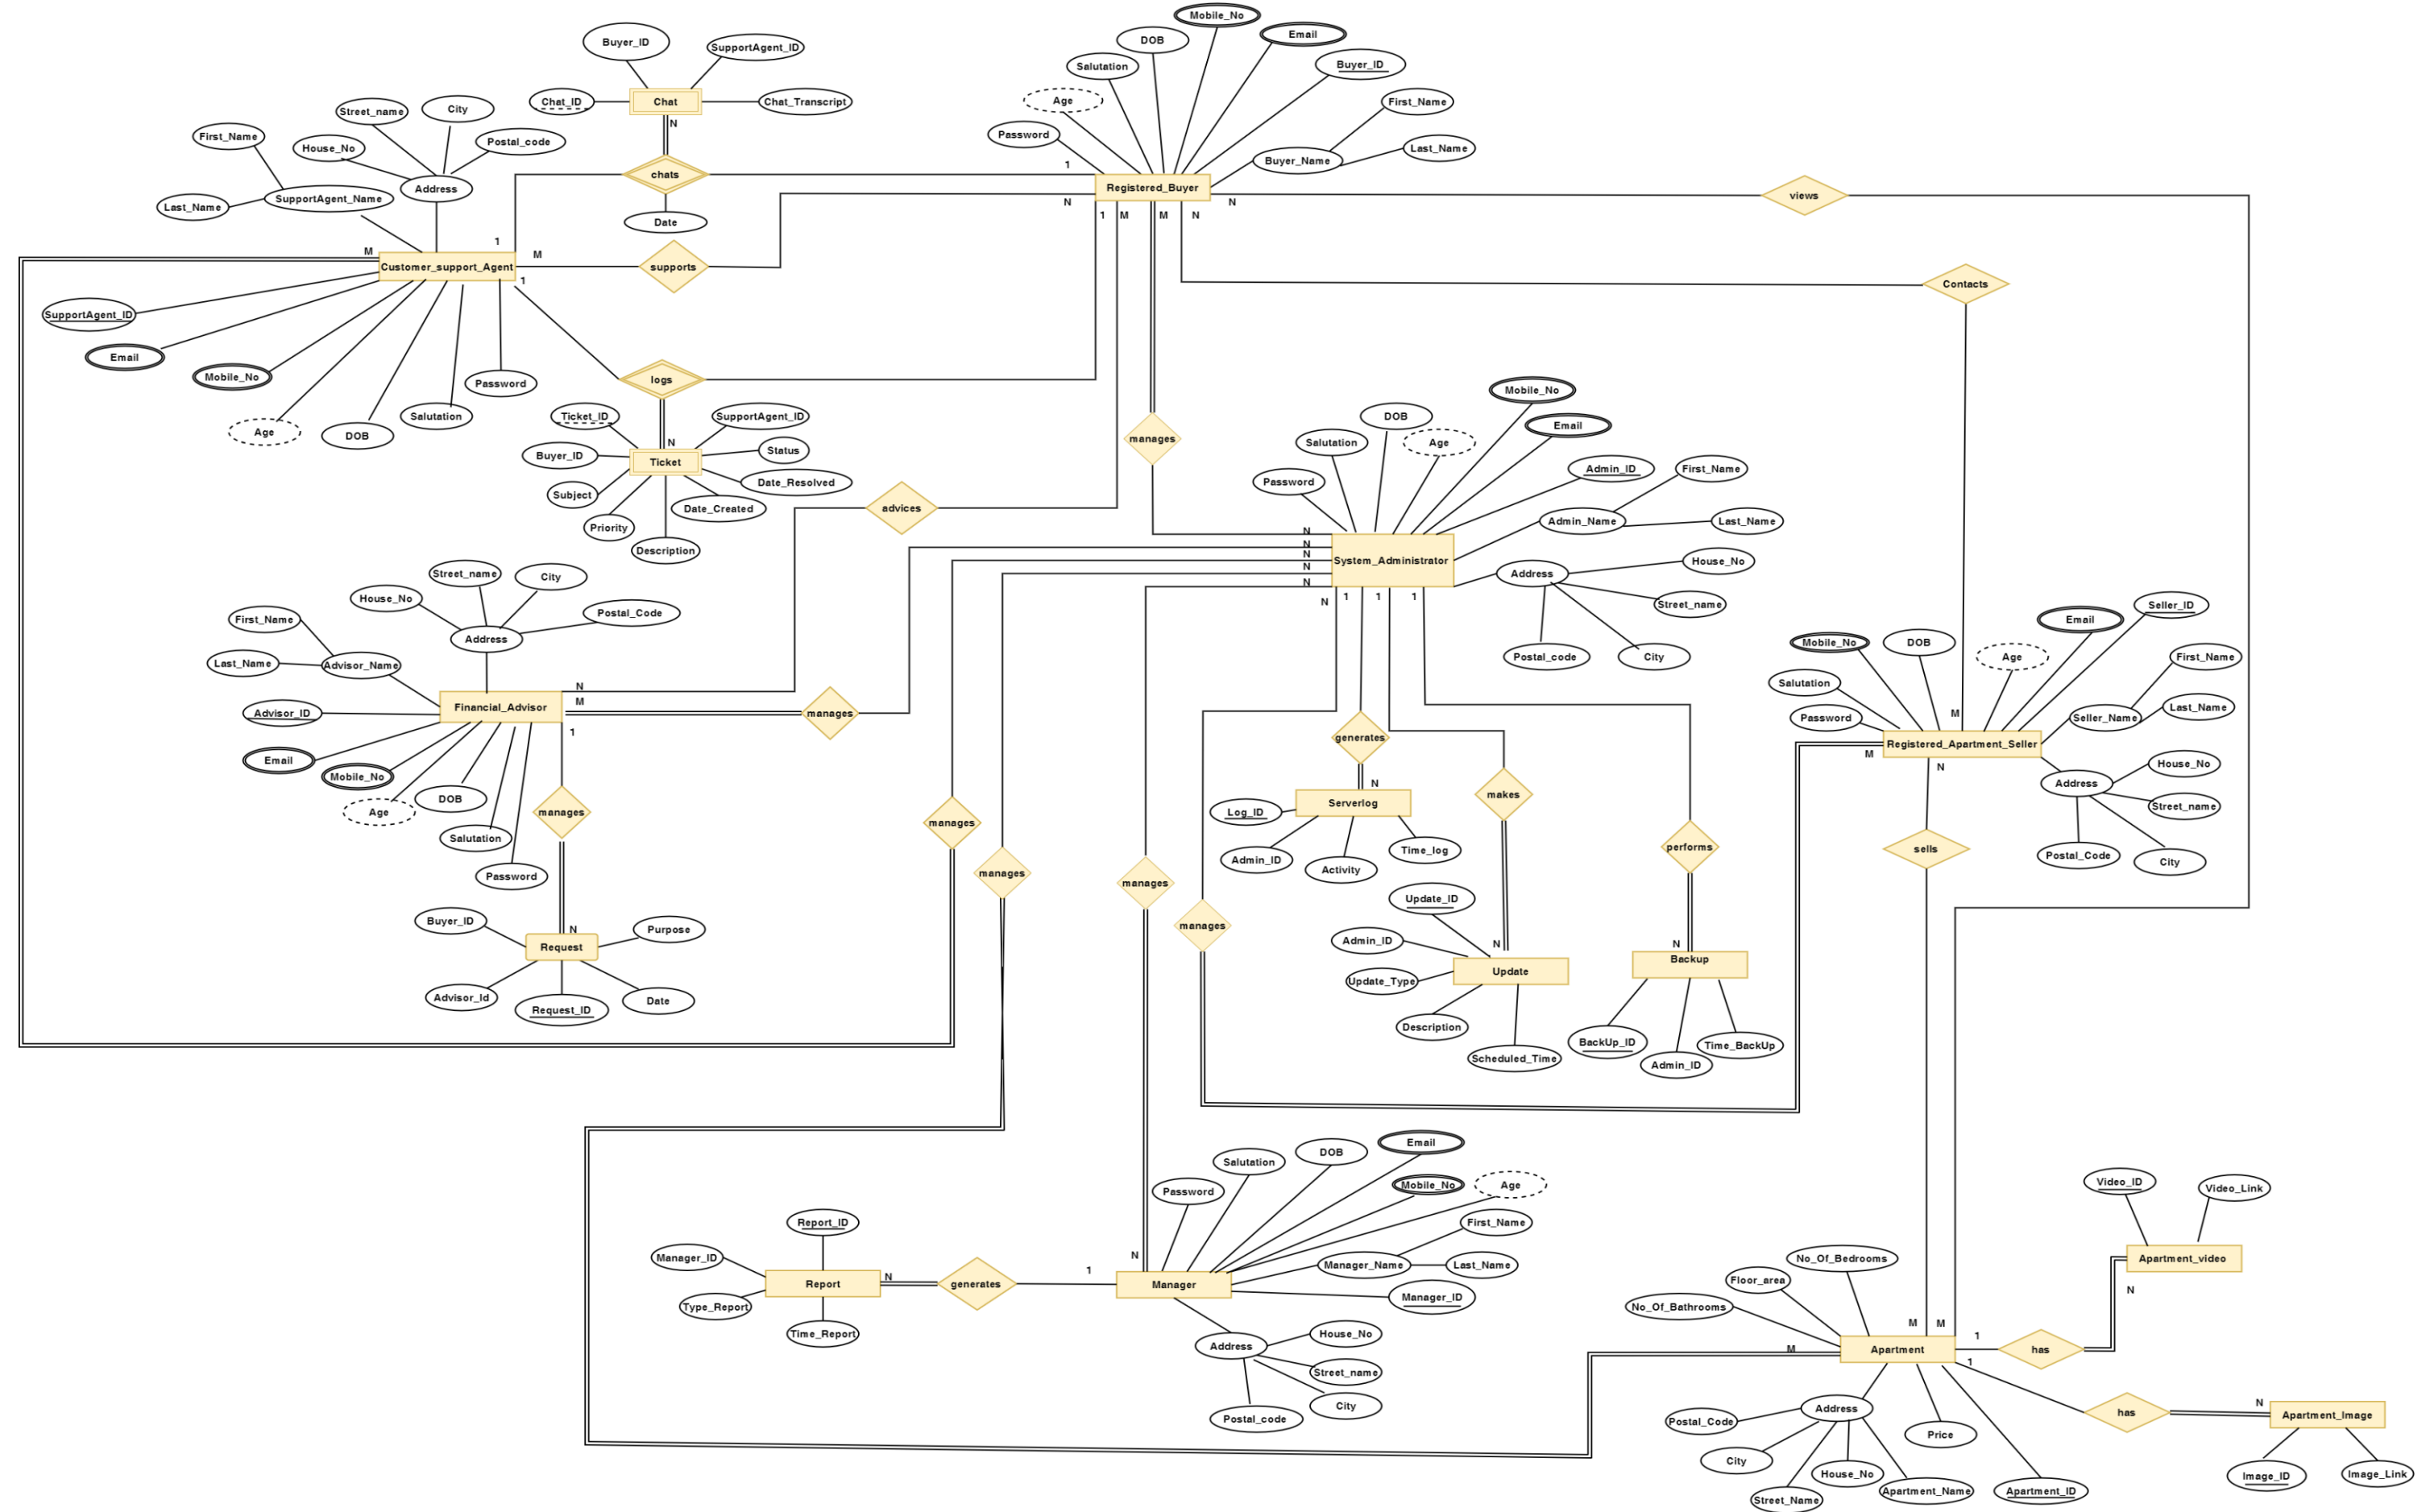 Mobile_No
Email
DOB
Buyer_ID
SupportAgent_ID
Salutation
Buyer_ID
Age
First_Name
Chat_ID
Chat
Chat_Transcript
Password
Last_Name
Buyer_Name
N
City
Street_name
First_Name
House_No
Postal_code
Address
SupportAgent_Name
Last_Name
chats
1
Registered_Buyer
views
Date
N
1
M
M
N
N
1
M
M
Customer_support_Agent
supports
1
Contacts
SupportAgent_ID
Email
Mobile_No
Password
Salutation
Age
DOB
logs
Ticket_ID
SupportAgent_ID
N
Buyer_ID
Ticket
Status
Subject
Date_Resolved
Priority
Date_Created
Description
manages
Mobile_No
DOB
Email
Salutation
Age
Admin_ID
First_Name
Password
Admin_Name
Last_Name
advices
N
N
N
N
N
System_Administrator
Address
House_No
Street_name
Postal_code
City
N
1
1
1
Street_name
City
House_No
Postal_Code
First_Name
Address
Last_Name
Advisor_Name
N
M
Advisor_ID
Financial_Advisor
manages
1
Email
Mobile_No
Age
DOB
Salutation
Password
manages
manages
manages
manages
manages
generates
N
Serverlog
Log_ID
Admin_ID
Activity
Time_log
makes
performs
Seller_ID
Email
Mobile_No
DOB
Age
First_Name
Salutation
Last_Name
Password
Seller_Name
M
Registered_Apartment_Seller
M
N
House_No
Address
Street_name
Postal_Code
City
sells
Update_ID
Admin_ID
N
N
Update
Backup
Update_Type
Description
Scheduled_Time
BackUp_ID
Time_BackUp
Admin_ID
Buyer_ID
N
Purpose
Request
Advisor_Id
Date
Request_ID
Email
DOB
Salutation
Mobile_No
Age
Password
First_Name
Report_ID
Manager_ID
N
Manager_Name
Last_Name
Report
N
generates
1
Manager
Manager_ID
Type_Report
Time_Report
House_No
Address
Street_name
City
Postal_code
Video_ID
Video_Link
No_Of_Bedrooms
Apartment_video
Floor_area
N
No_Of_Bathrooms
M
M
1
M
Apartment
has
1
Address
N
Postal_Code
has
Apartment_Image
Price
City
House_No
Image_ID
Image_Link
Street_Name
Apartment_Name
Apartment_ID